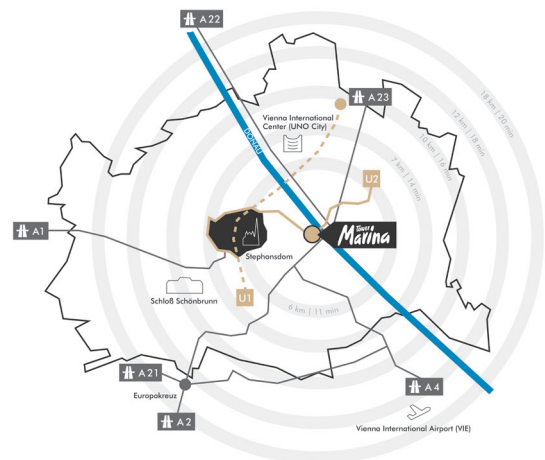 A 22
A 23
Vienna International
Center (UNO City)
18 km | 20 min
12 km | 18 min
10 km | 16 min
7 km | 14 min
DONAU
U2
A1
Tower
Marina
Stephansdom
Schloß Schönbrunn
U1
6 km | 11 min
A 21
Europakreuz
A 2
A 4
Vienna International Airport (VIE)